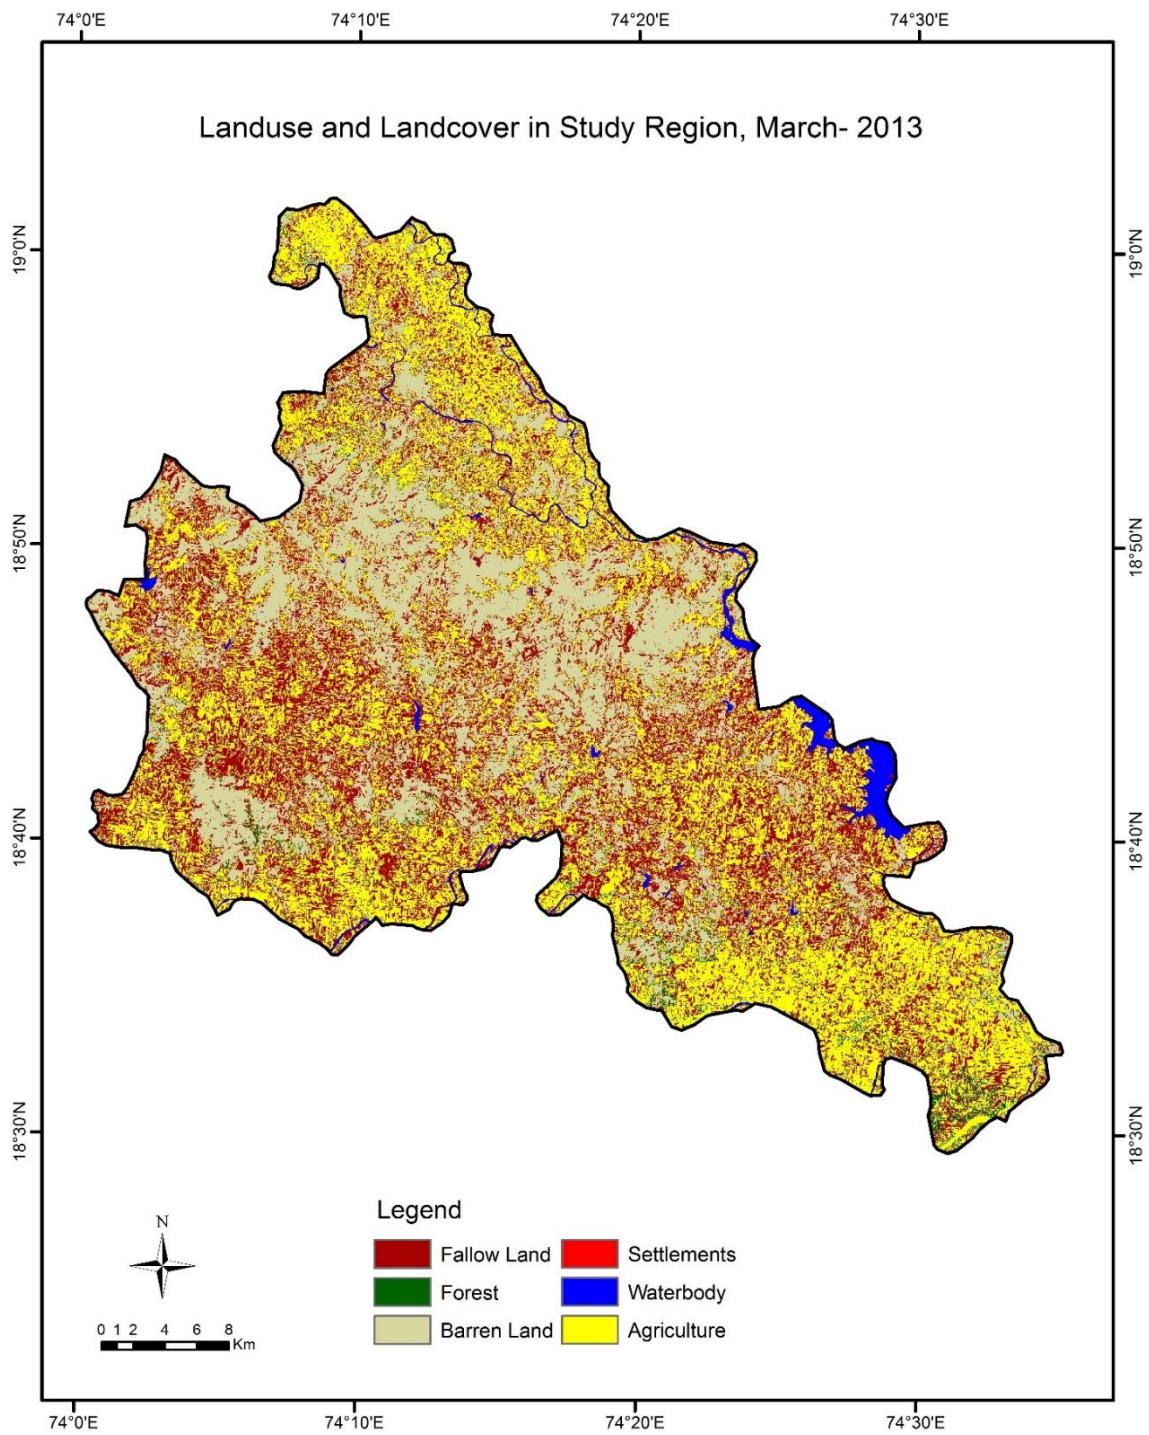 74°0'E 74°10'E 74°20'E 74°30'E
Landuse and Landcover in Study Region, March- 2013
19°0'N 19°0'N
18°50'N 18°50'N
18°40'N 18°40'N
18°30'N 18°30'N
Legend
N
Fallow Land Settlements
Forest Waterbody
Barren Land Agriculture
0 1 2 4 6 8
Km
74°0'E 74°10'E 74°20'E 74°30'E